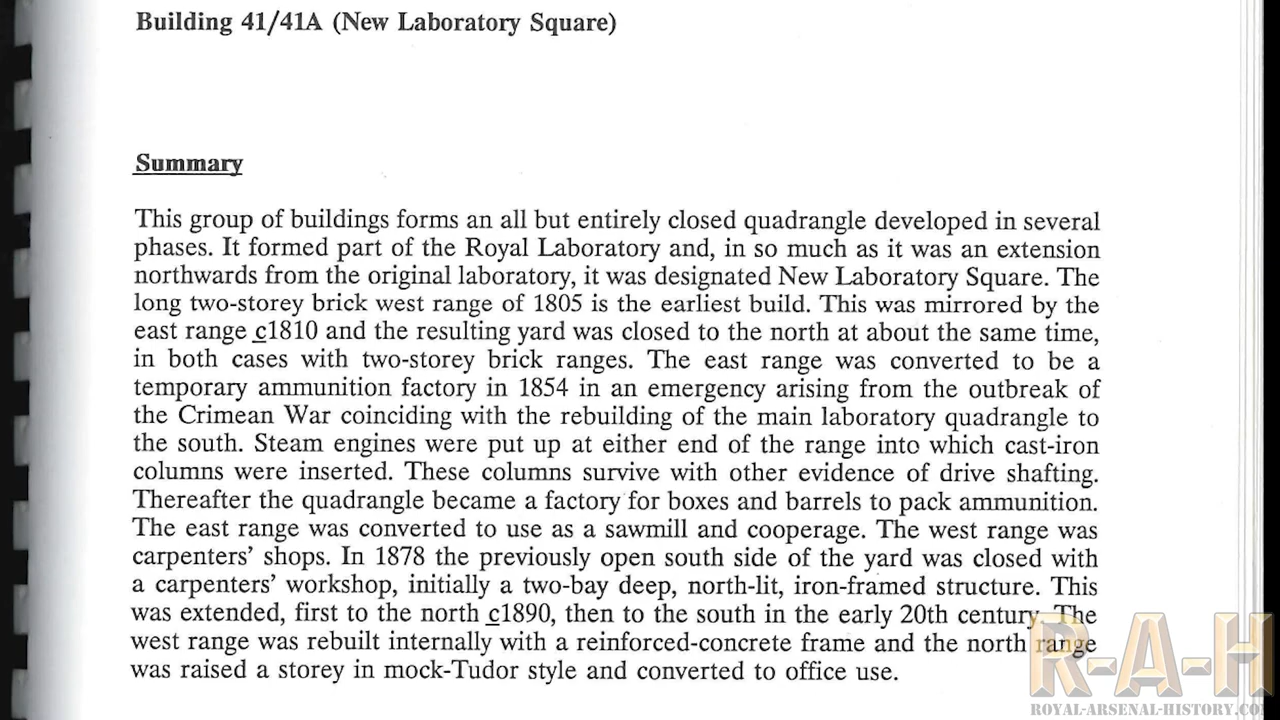 Building 41/41A (New Laboratory Square)
Summary
This group of buildings forms an all but entirely closed quadrangle developed in several
phases. It formed part of the Royal Laboratory and, in so much as it was an extension
northwards from the original laboratory, it was designated New Laboratory Square. The
long two-storey brick west range of 1805 is the earliest build. This was mirrored by the
east range c1810 and the resulting yard was closed to the north at about the same time,
in both cases with two-storey brick ranges. The east range was converted to be a
temporary ammunition factory in 1854 in an emergency arising from the outbreak of
the Crimean War coinciding with the rebuilding of the main laboratory quadrangle to
the south. Steam engines were put up at either end of the range into which cast-iron
columns were inserted. These columns survive with other evidence of drive shafting.
Thereafter the quadrangle became a factory for boxes and barrels to pack ammunition.
The east range was converted to use as a sawmill and cooperage. The west range was
carpenters' shops. In 1878 the previously open south side of the yard was closed with
a carpenters' workshop, initially a two-bay deep, north-lit, iron-framed structure. This
was extended, first to the north c1890, then to the south in the early 20th century. The
west range was rebuilt internally with a reinforced-concrete frame and the north range
was raised a storey in mock-Tudor style and converted to office use.
R-A-H
ROYAL-ARSENAL-HISTORY.CO